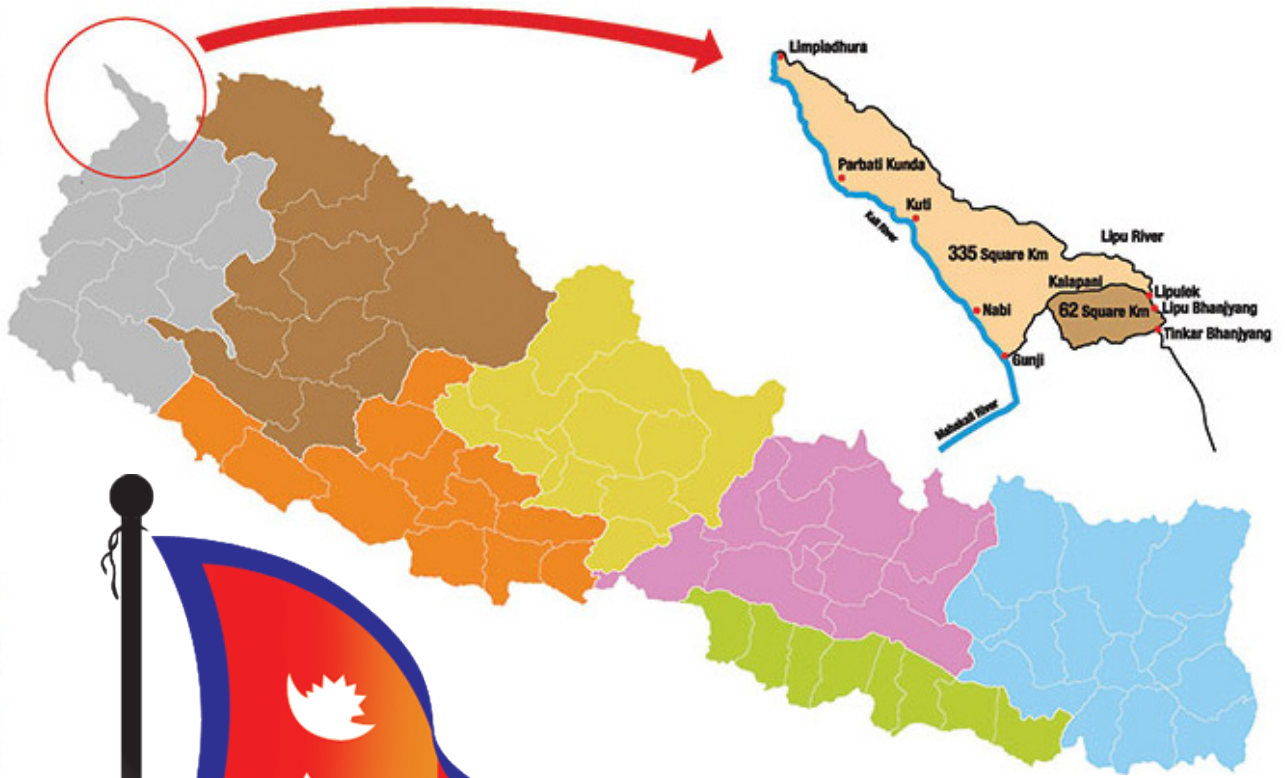 Limpiadhura
Parbati Kunda
Kuti
Kali River
335 Square Km
Lipu River
Kalapani
Lipulek
62 Square Km
Lipu Bhanjyang
Nabi
Tinkar Bhanjyang
Gunji
Mahakali River